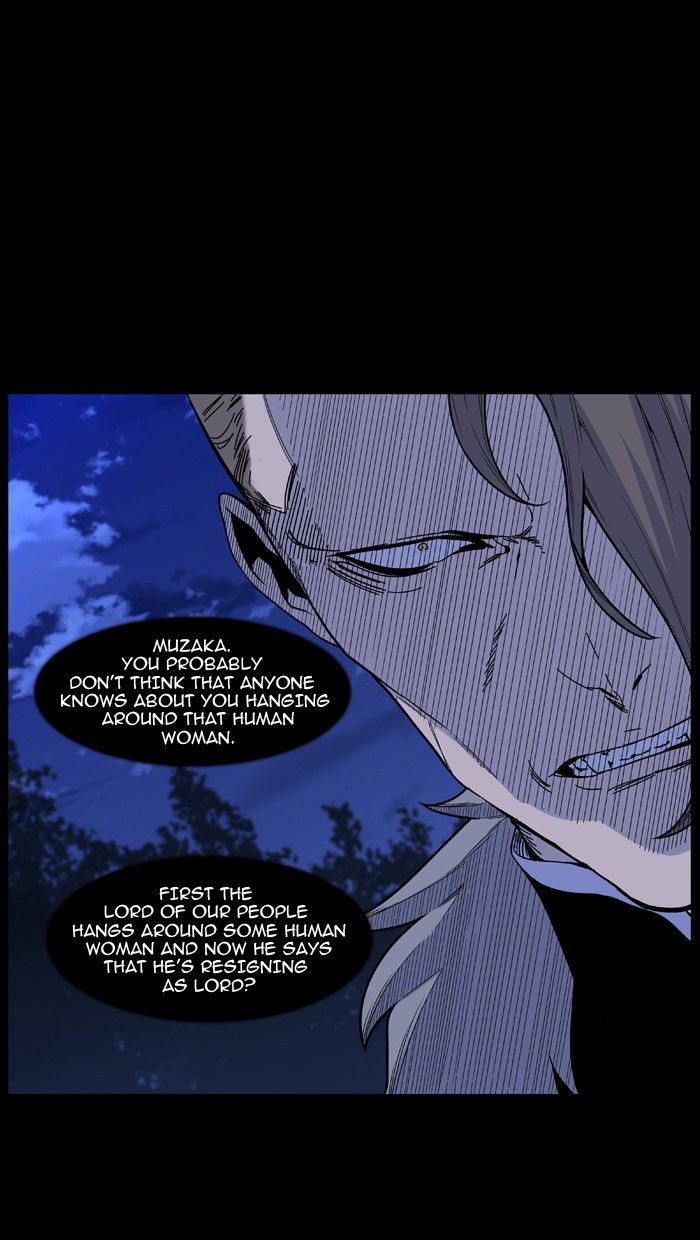 MUZAKA.
YOU PROBABLY
DON'T THINK THAT ANYONE
KNOWS ABOUT YOU HANGING
AROUND THAT HUMAN
WOMAN.
FIRST THE
LORD OF OUR PEOPLE
HANGS AROUND SOME HUMAN
WOMAN AND NOW HE SAYS
THAT HE'S RESIGNING
AS LORD?